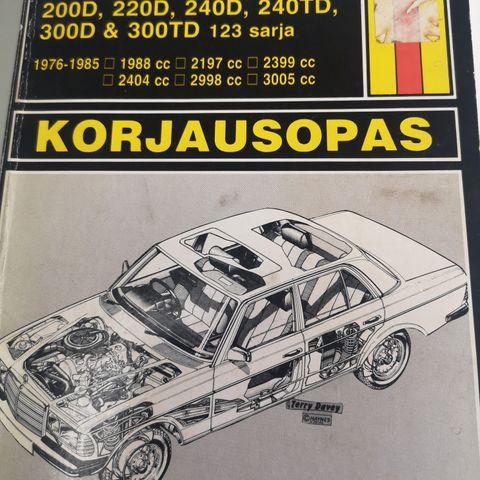 200D, 220D, 240D, 240TD,
300D & 300TD 123 sarja
1976-1985 □ 1988 cc □ 2197 cc □ 2399 cc
□ 2404 cc □ 2998 cc □ 3005 cc
KORJAUSOPAS
Terry Davey
© HAYNES